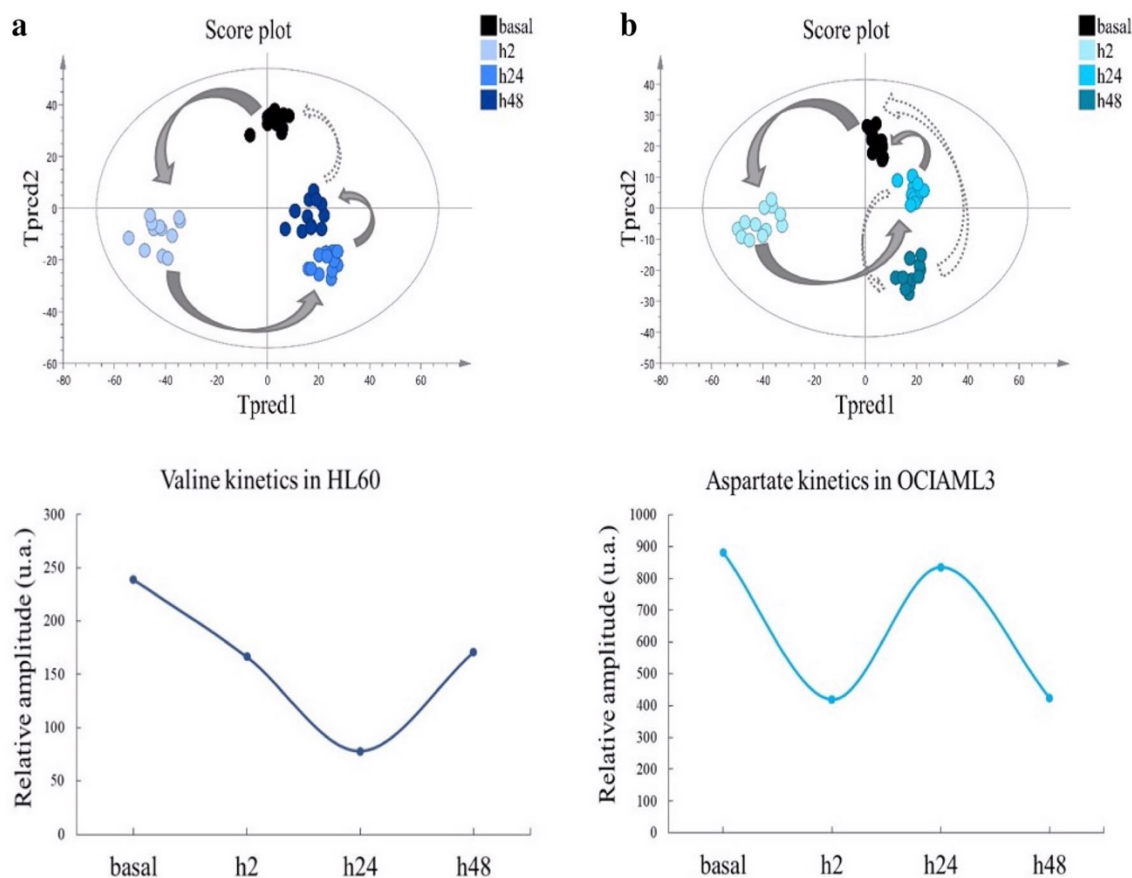 a
Score plot
basal
h2
h24
h48
Tpred2
40
20
0
-20
-40
-60
-80
-60
-40
-20
0
20
40
60
Tpred1
b
Score plot
basal
h2
h24
h48
Tpred2
40
30
20
10
0
-10
-20
-30
-40
-50
-80
-60
-40
-20
0
20
40
60
Tpred1
Valine kinetics in HL60
Relative amplitude (u.a.)
300
250
200
150
100
50
0
basal h2 h24 h48
Aspartate kinetics in OCIAML3
Relative amplitude (u.a.)
1000
900
800
700
600
500
400
300
200
100
0
basal h2 h24 h48